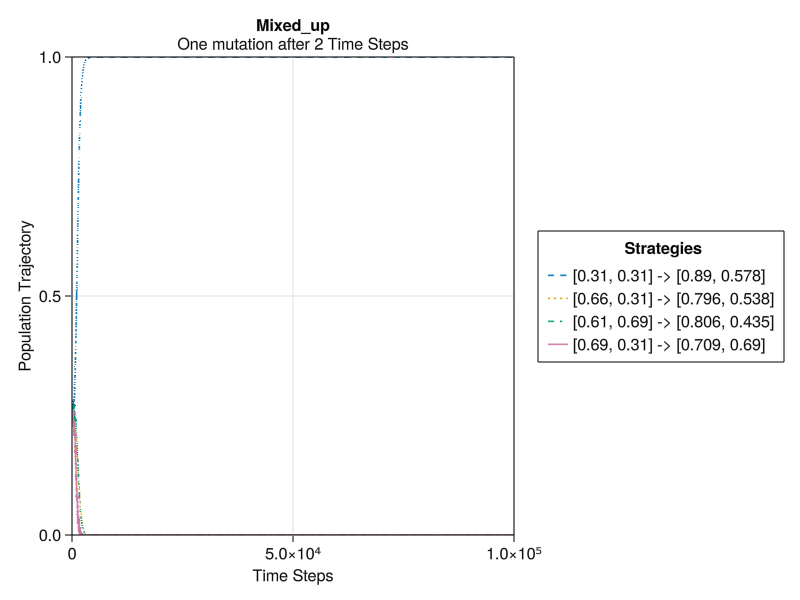 Mixed_up
One mutation after 2 Time Steps
1.0
0.5
0.0
Population Trajectory
0
5.0×10⁴
1.0×10⁵
Time Steps
Strategies
[0.31, 0.31] -> [0.89, 0.578]
[0.66, 0.31] -> [0.796, 0.538]
[0.61, 0.69] -> [0.806, 0.435]
[0.69, 0.31] -> [0.709, 0.69]